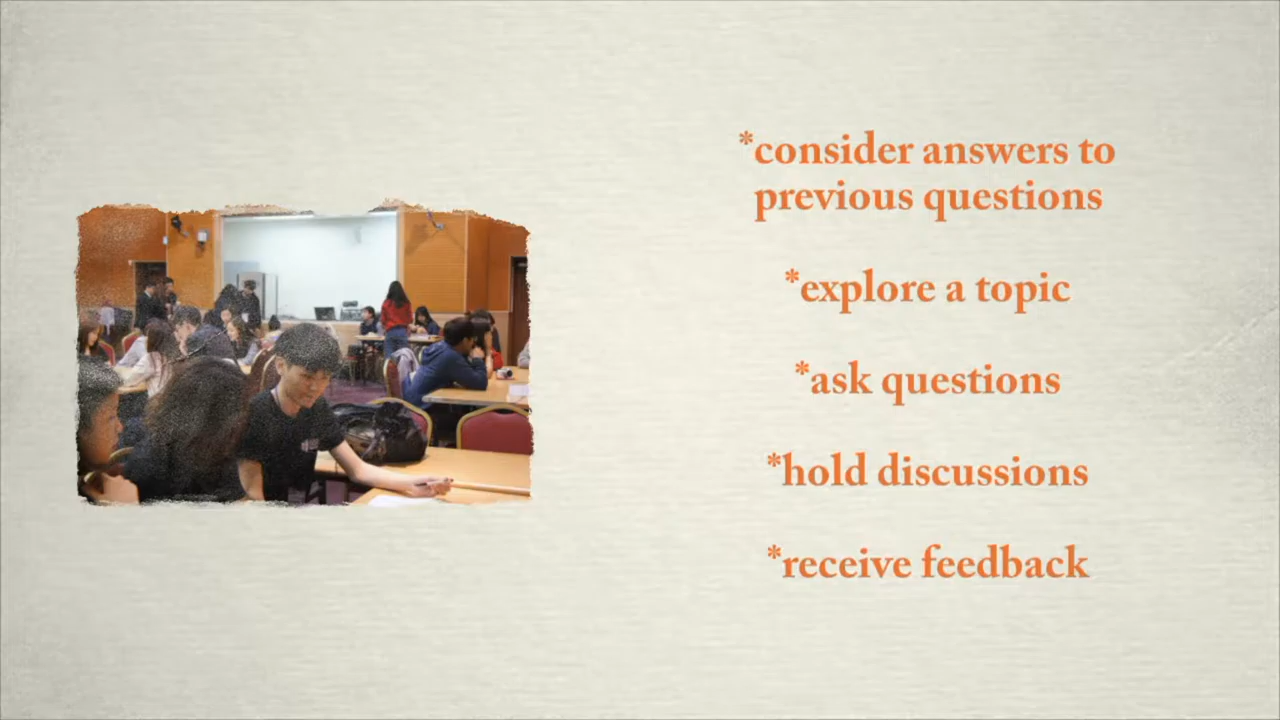 *consider answers to
previous questions
*explore a topic
*ask questions
*hold discussions
*receive feedback